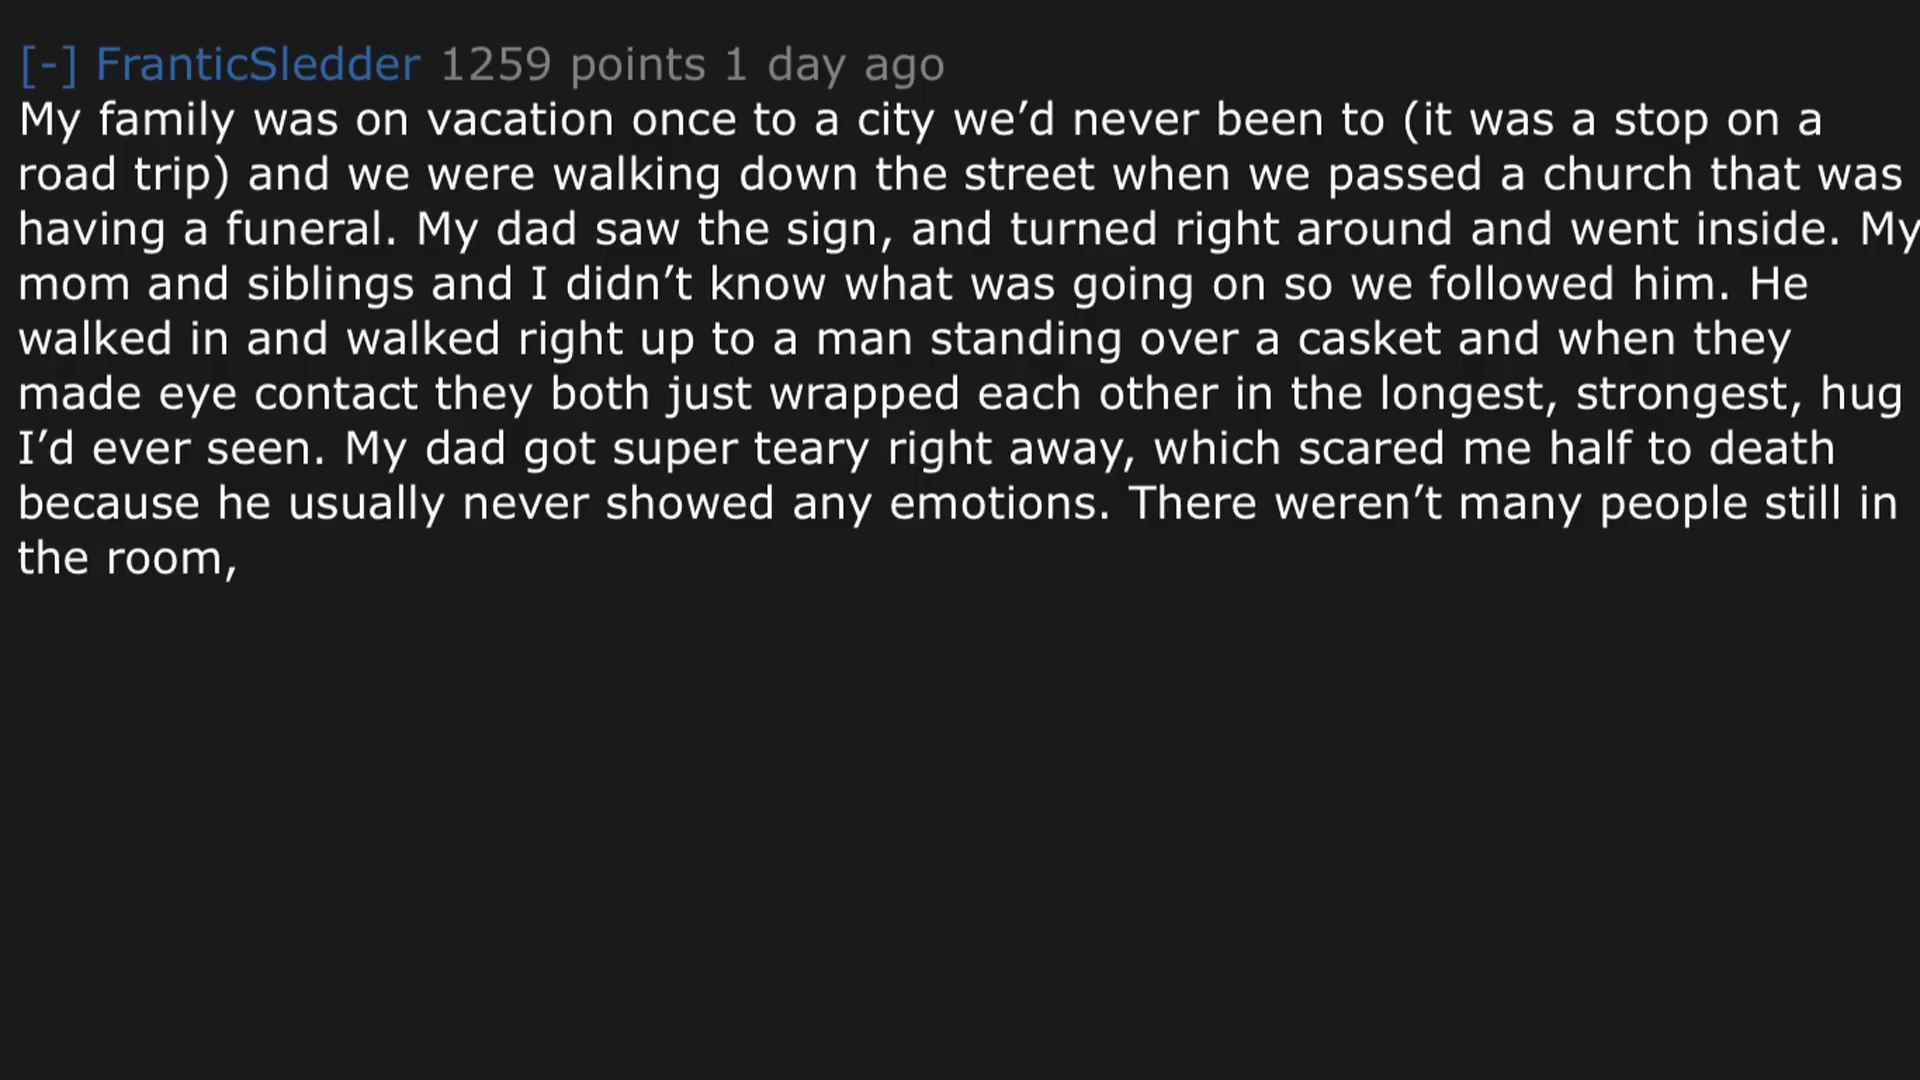 [-] FranticSledder 1259 points 1 day ago
My family was on vacation once to a city we’d never been to (it was a stop on a
road trip) and we were walking down the street when we passed a church that was
having a funeral. My dad saw the sign, and turned right around and went inside. My
mom and siblings and I didn’t know what was going on so we followed him. He
walked in and walked right up to a man standing over a casket and when they
made eye contact they both just wrapped each other in the longest, strongest, hug
I’d ever seen. My dad got super teary right away, which scared me half to death
because he usually never showed any emotions. There weren’t many people still in
the room,